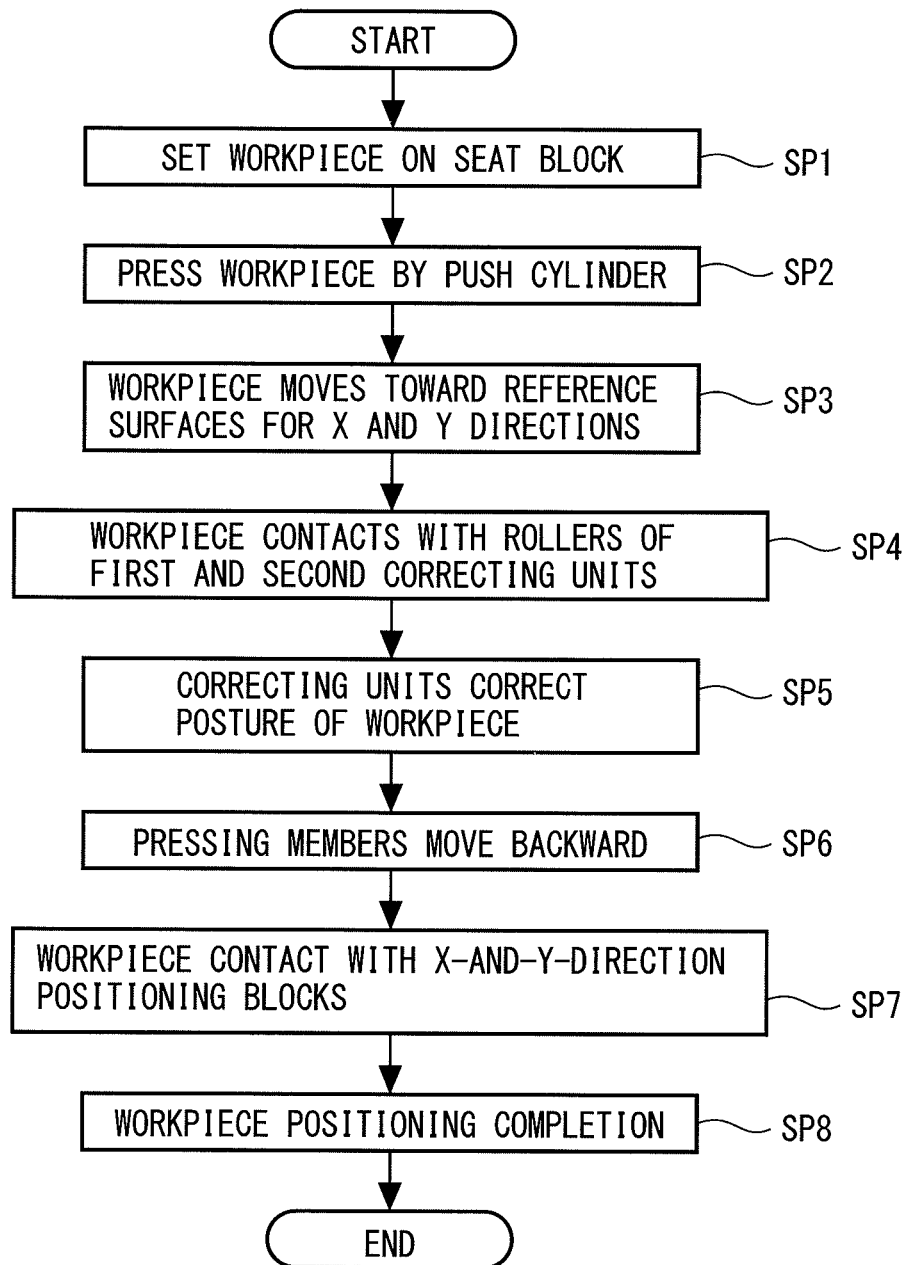 START
SET WORKPIECE ON SEAT BLOCK
SP1
PRESS WORKPIECE BY PUSH CYLINDER
SP2
WORKPIECE MOVES TOWARD REFERENCE
SURFACES FOR X AND Y DIRECTIONS
SP3
WORKPIECE CONTACTS WITH ROLLERS OF
FIRST AND SECOND CORRECTING UNITS
SP4
CORRECTING UNITS CORRECT
POSTURE OF WORKPIECE
SP5
PRESSING MEMBERS MOVE BACKWARD
SP6
WORKPIECE CONTACT WITH X-AND-Y-DIRECTION
POSITIONING BLOCKS
SP7
WORKPIECE POSITIONING COMPLETION
SP8
END